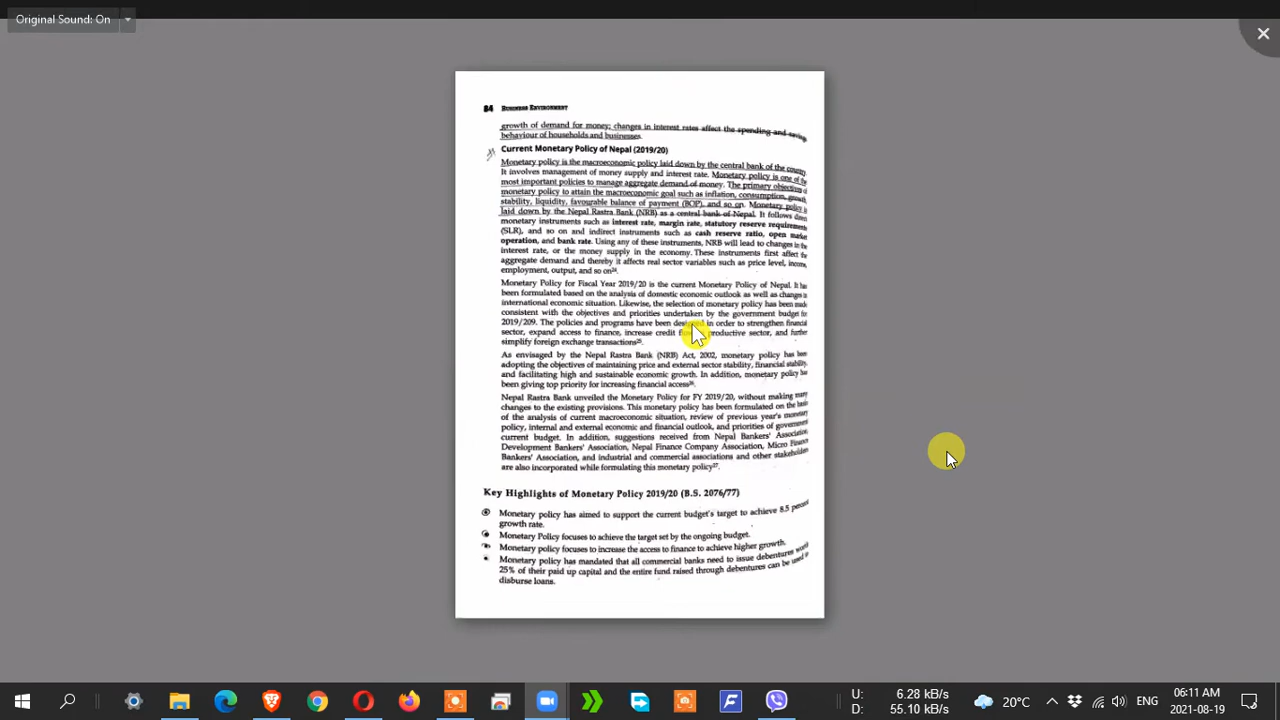 Original Sound: On
84 BUSINESS ENVIRONMENT
growth of demand for money; changes in interest rates affect the spending and saving
behaviour of households and businesses.
Current Monetary Policy of Nepal (2019/20)
Monetary policy is the macroeconomic policy laid down by the central bank of the country.
It involves management of money supply and interest rate. Monetary policy is one of the
most important policies to manage aggregate demand of money. The primary objectives of
monetary policy to attain the macroeconomic goal such as inflation, consumption, growth,
stability, liquidity, favourable balance of payment (BOP), and so on. Monetary policy is
laid down by the Nepal Rastra Bank (NRB) as a central bank of Nepal. It follows direct
monetary instruments such as interest rate, margin rate, statutory reserve requirements
(SLR), and so on and indirect instruments such as cash reserve ratio, open market
operation, and bank rate. Using any of these instruments, NRB will lead to changes in the
interest rate, or the money supply in the economy. These instruments first affect the
aggregate demand and thereby it affects real sector variables such as price level, income,
employment, output, and so on24.
Monetary Policy for Fiscal Year 2019/20 is the current Monetary Policy of Nepal. It has
been formulated based on the analysis of domestic economic outlook as well as changes in
international economic situation. Likewise, the selection of monetary policy has been made
consistent with the objectives and priorities undertaken by the government budget for
2019/209. The policies and programs have been in order to strengthen financial
sector, expand access to finance, increase credit productive sector, and further
simplify foreign exchange transactions25.
As envisaged by the Nepal Rastra Bank (NRB) Act, 2002, monetary policy has been
adopting the objectives of maintaining price and external sector stability, financial stability,
and facilitating high and sustainable economic growth. In addition, monetary policy has
been giving top priority for increasing financial access26.
Nepal Rastra Bank unveiled the Monetary Policy for FY 2019/20, without making many
changes to the existing provisions. This monetary policy has been formulated on the basis
of the analysis of current macroeconomic situation, review of previous year's monetary
policy, internal and external economic and financial outlook, and priorities of government
current budget. In addition, suggestions received from Nepal Bankers' Association,
Development Bankers' Association, Nepal Finance Company Association, Micro Finance
Bankers' Association, and industrial and commercial associations and other stakeholders
are also incorporated while formulating this monetary policy27.
Key Highlights of Monetary Policy 2019/20 (B.S. 2076/77)
Monetary policy has aimed to support the current budget's target to achieve 8.5 percent
growth rate.
Monetary Policy focuses to achieve the target set by the ongoing budget.
Monetary policy focuses to increase the access to finance to achieve higher growth.
Monetary policy has mandated that all commercial banks need to issue debentures worth
25% of their paid up capital and the entire fund raised through debentures can be used to
disburse loans.
U: 6.28 kB/s
D: 55.10 kB/s
20°C
ENG
06:11 AM
2021-08-19